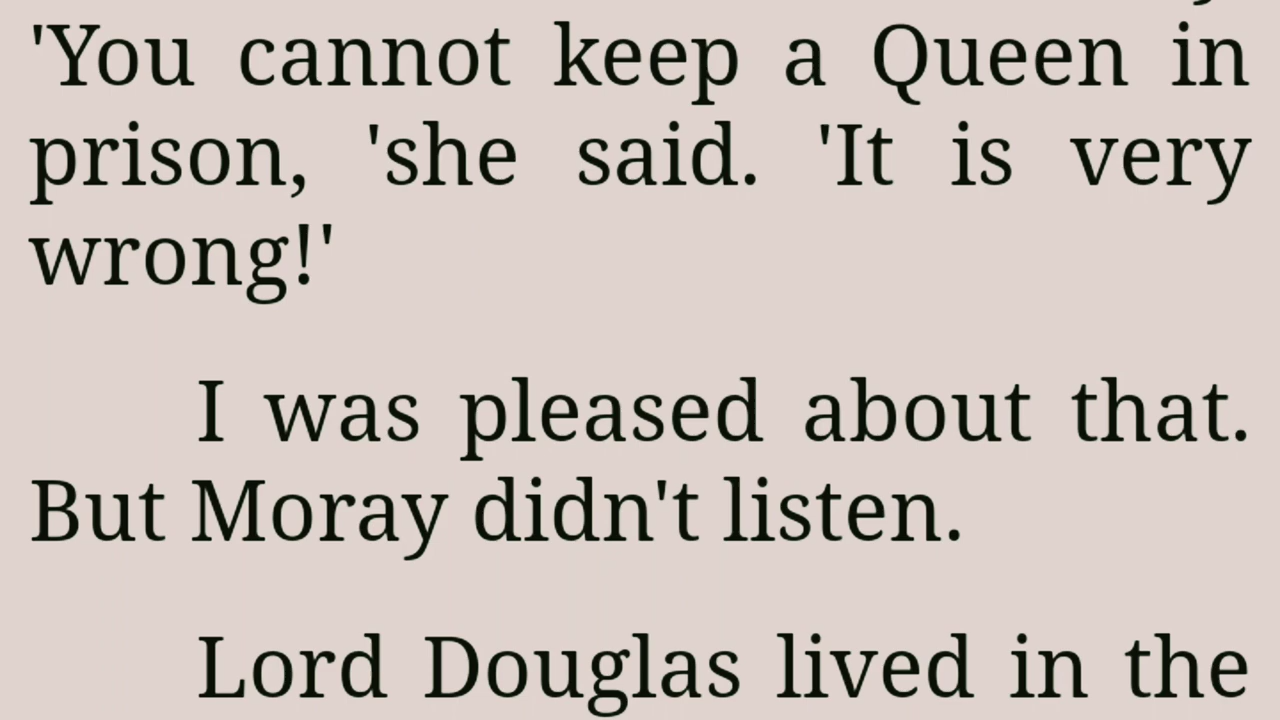 'You cannot keep a Queen in
prison, 'she said. 'It is very
wrong!'
I was pleased about that.
But Moray didn't listen.
Lord Douglas lived in the